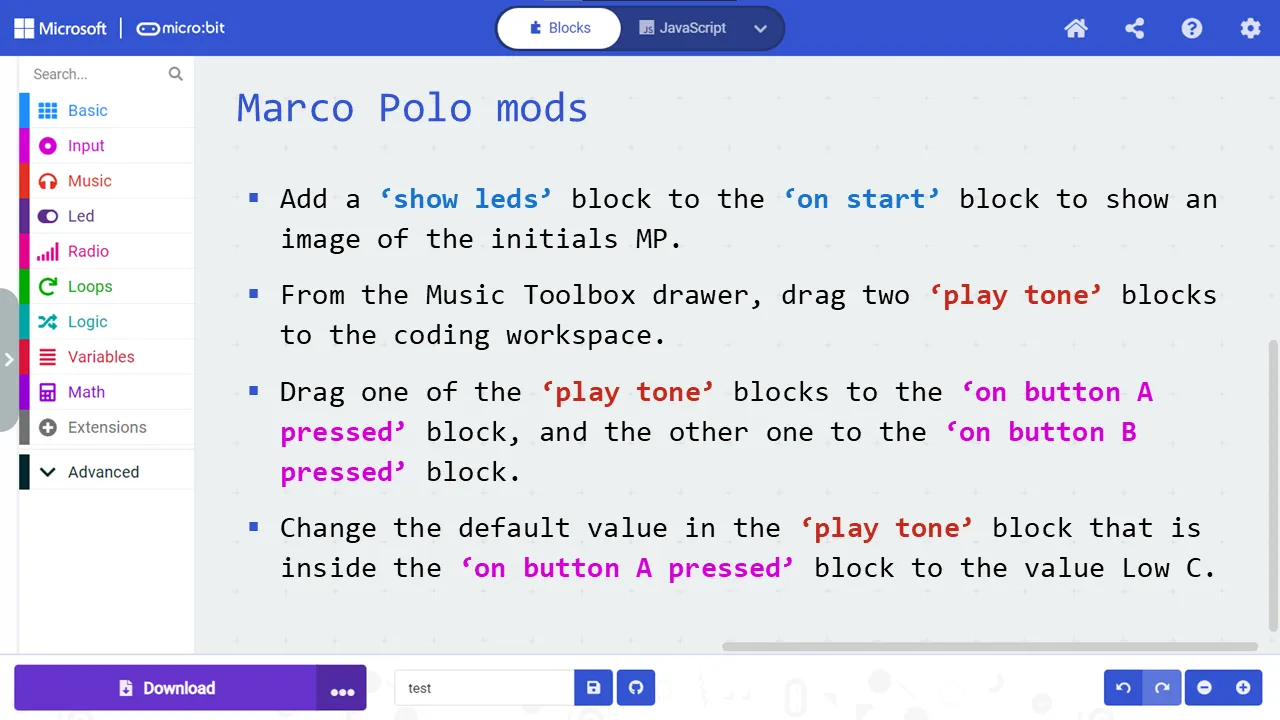 Microsoft | micro:bit
Blocks
JavaScript
Search...
Basic
Input
Music
Led
Radio
Loops
Logic
Variables
Math
Extensions
Advanced
Marco Polo mods
▪ Add a ‘show leds’ block to the ‘on start’ block to show an
image of the initials MP.
▪ From the Music Toolbox drawer, drag two ‘play tone’ blocks
to the coding workspace.
▪ Drag one of the ‘play tone’ blocks to the ‘on button A
pressed’ block, and the other one to the ‘on button B
pressed’ block.
▪ Change the default value in the ‘play tone’ block that is
inside the ‘on button A pressed’ block to the value Low C.
Download
test